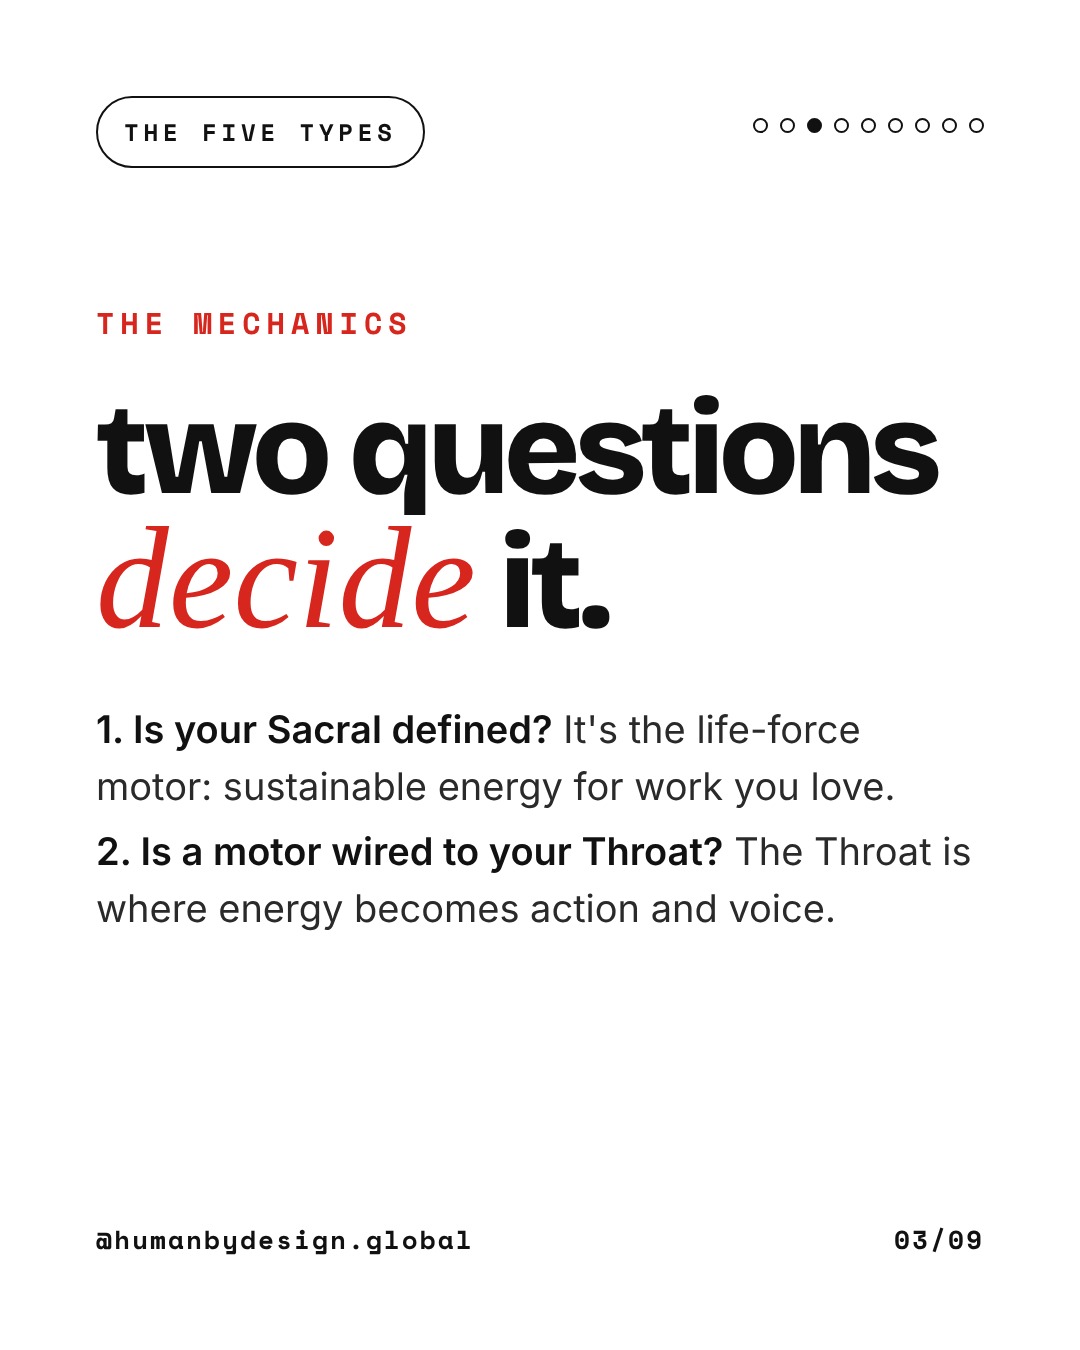 THE FIVE TYPES
THE MECHANICS
two questions
decide it.
1. Is your Sacral defined? It's the life-force
motor: sustainable energy for work you love.
2. Is a motor wired to your Throat? The Throat is
where energy becomes action and voice.
@humanbydesign.global
03/09